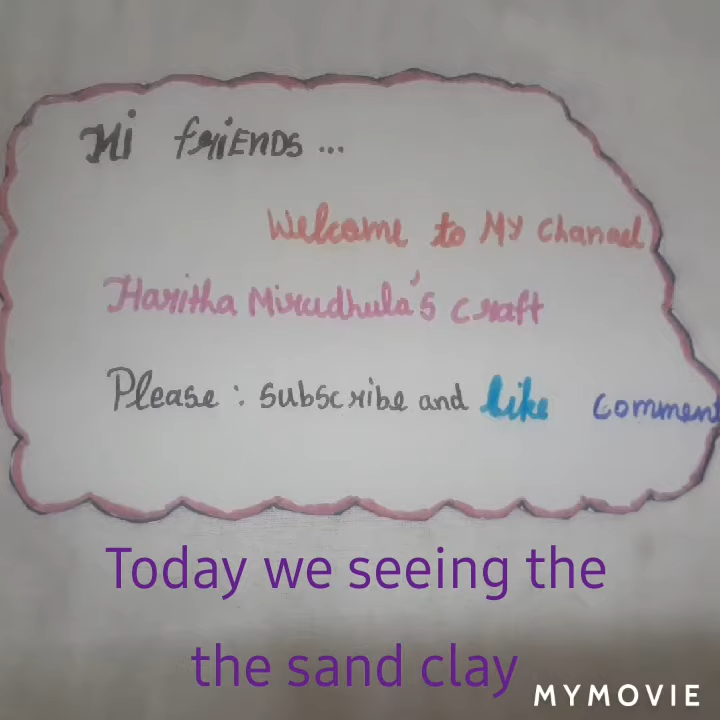 Hi friENDS ...
Welcome to My Chanael
Haritha Mirudhula's craft
Please : subscribe and like comment
Today we seeing the
the sand clay
MYMOVIE